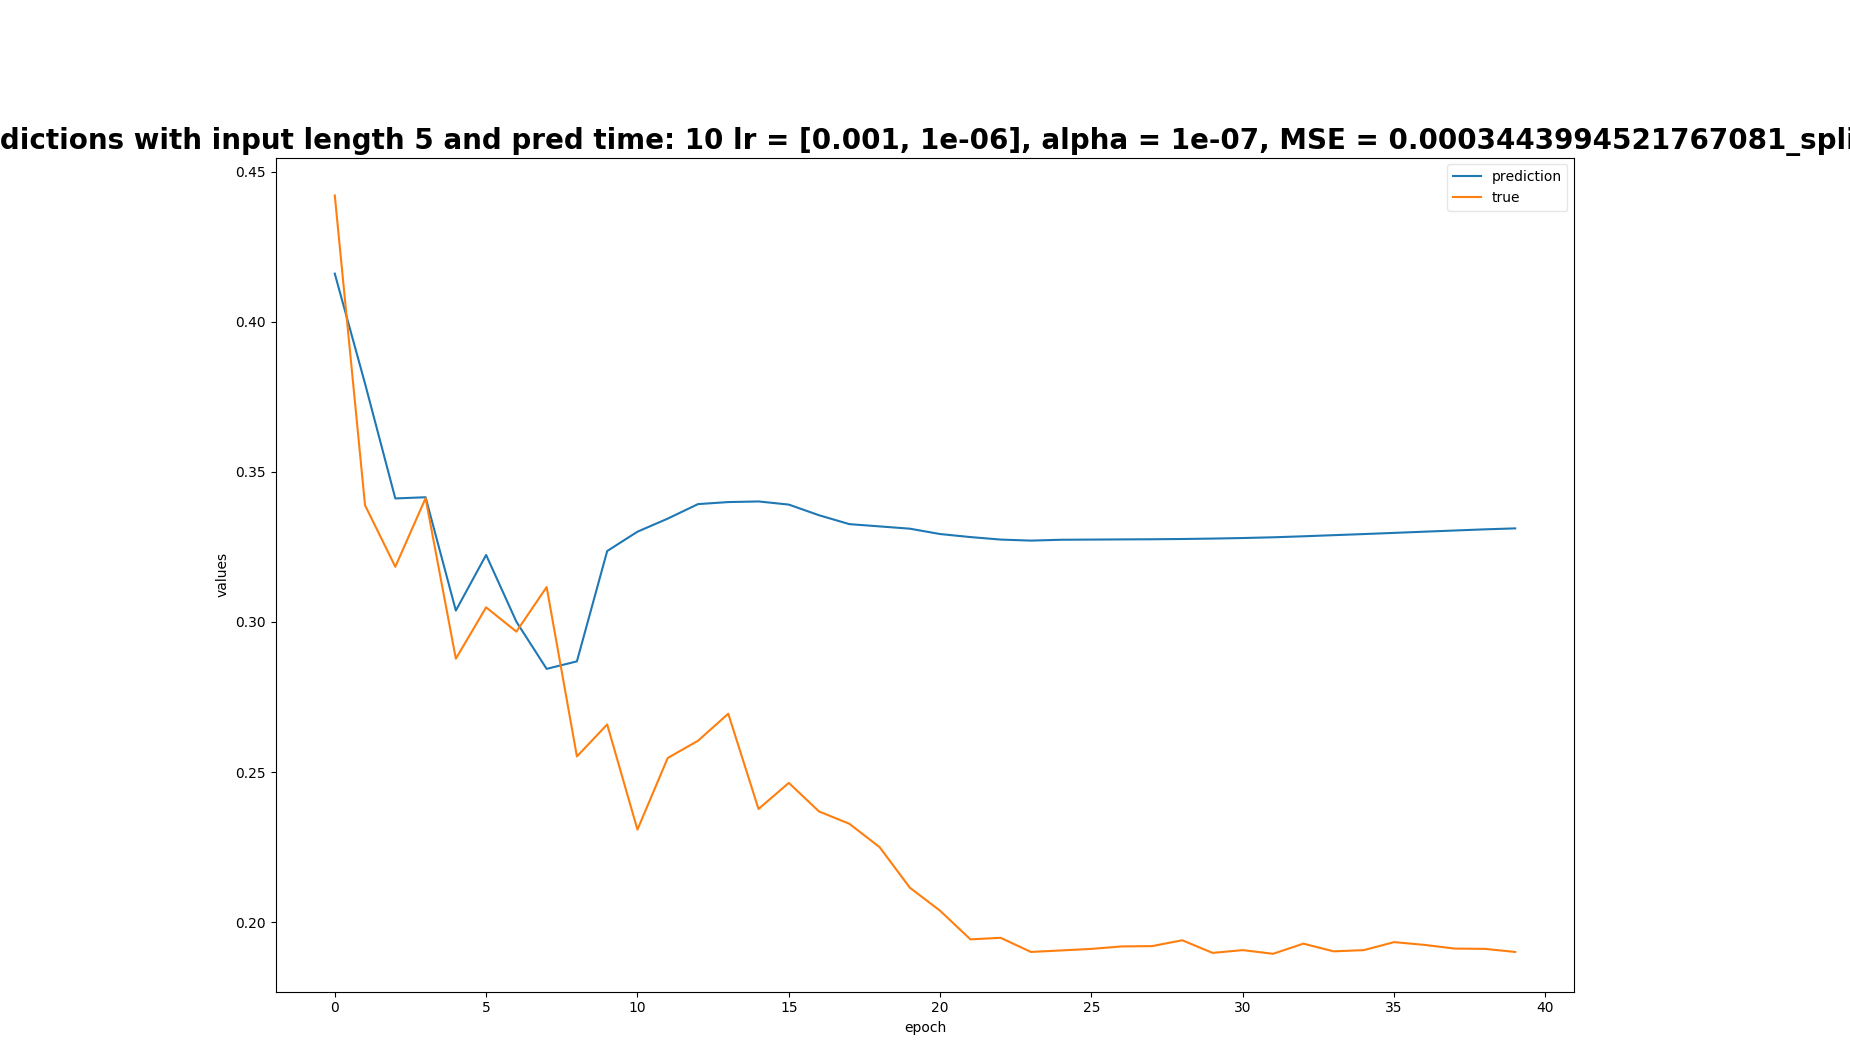 dictions with input length 5 and pred time: 10 lr = [0.001, 1e-06], alpha = 1e-07, MSE = 0.0003443994521767081_spli
prediction
true
0.45
0.40
0.35
0.30
0.25
0.20
values
0 5 10 15 20 25 30 35 40
epoch